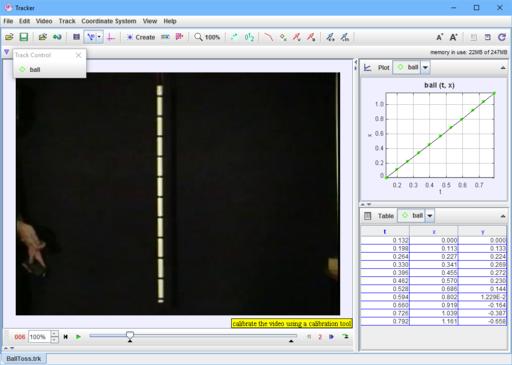 Tracker
File Edit Video Track Coordinate System View Help
Create
100%
memory in use: 22MB of 247MB
Track Control
ball
Plot ball
ball (t, x)
1.0
0.8
0.6
0.4
0.2
0
x
0.2 0.3 0.4 0.5 0.6 0.7
t
Table ball
t x y
0.132 0.000 0.000
0.198 0.113 0.133
0.264 0.227 0.224
0.330 0.341 0.269
0.396 0.455 0.272
0.462 0.570 0.230
0.528 0.686 0.144
0.594 0.802 1.229E-2
0.660 0.919 -0.164
0.726 1.039 -0.387
0.792 1.161 -0.658
calibrate the video using a calibration tool
006 100% 2
BallToss.trk